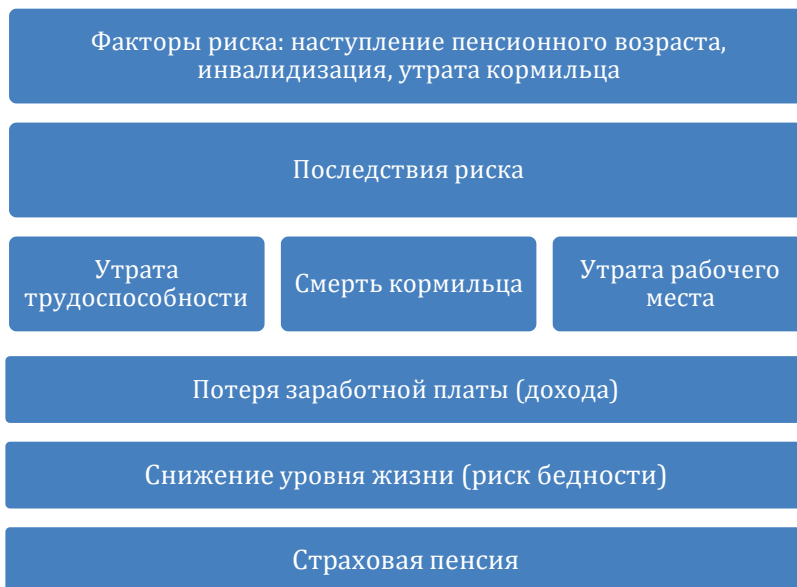 Факторы риска: наступление пенсионного возраста,
инвалидизация, утрата кормильца
Последствия риска
Утрата
трудоспособности
Смерть кормильца
Утрата рабочего
места
Потеря заработной платы (дохода)
Снижение уровня жизни (риск бедности)
Страховая пенсия